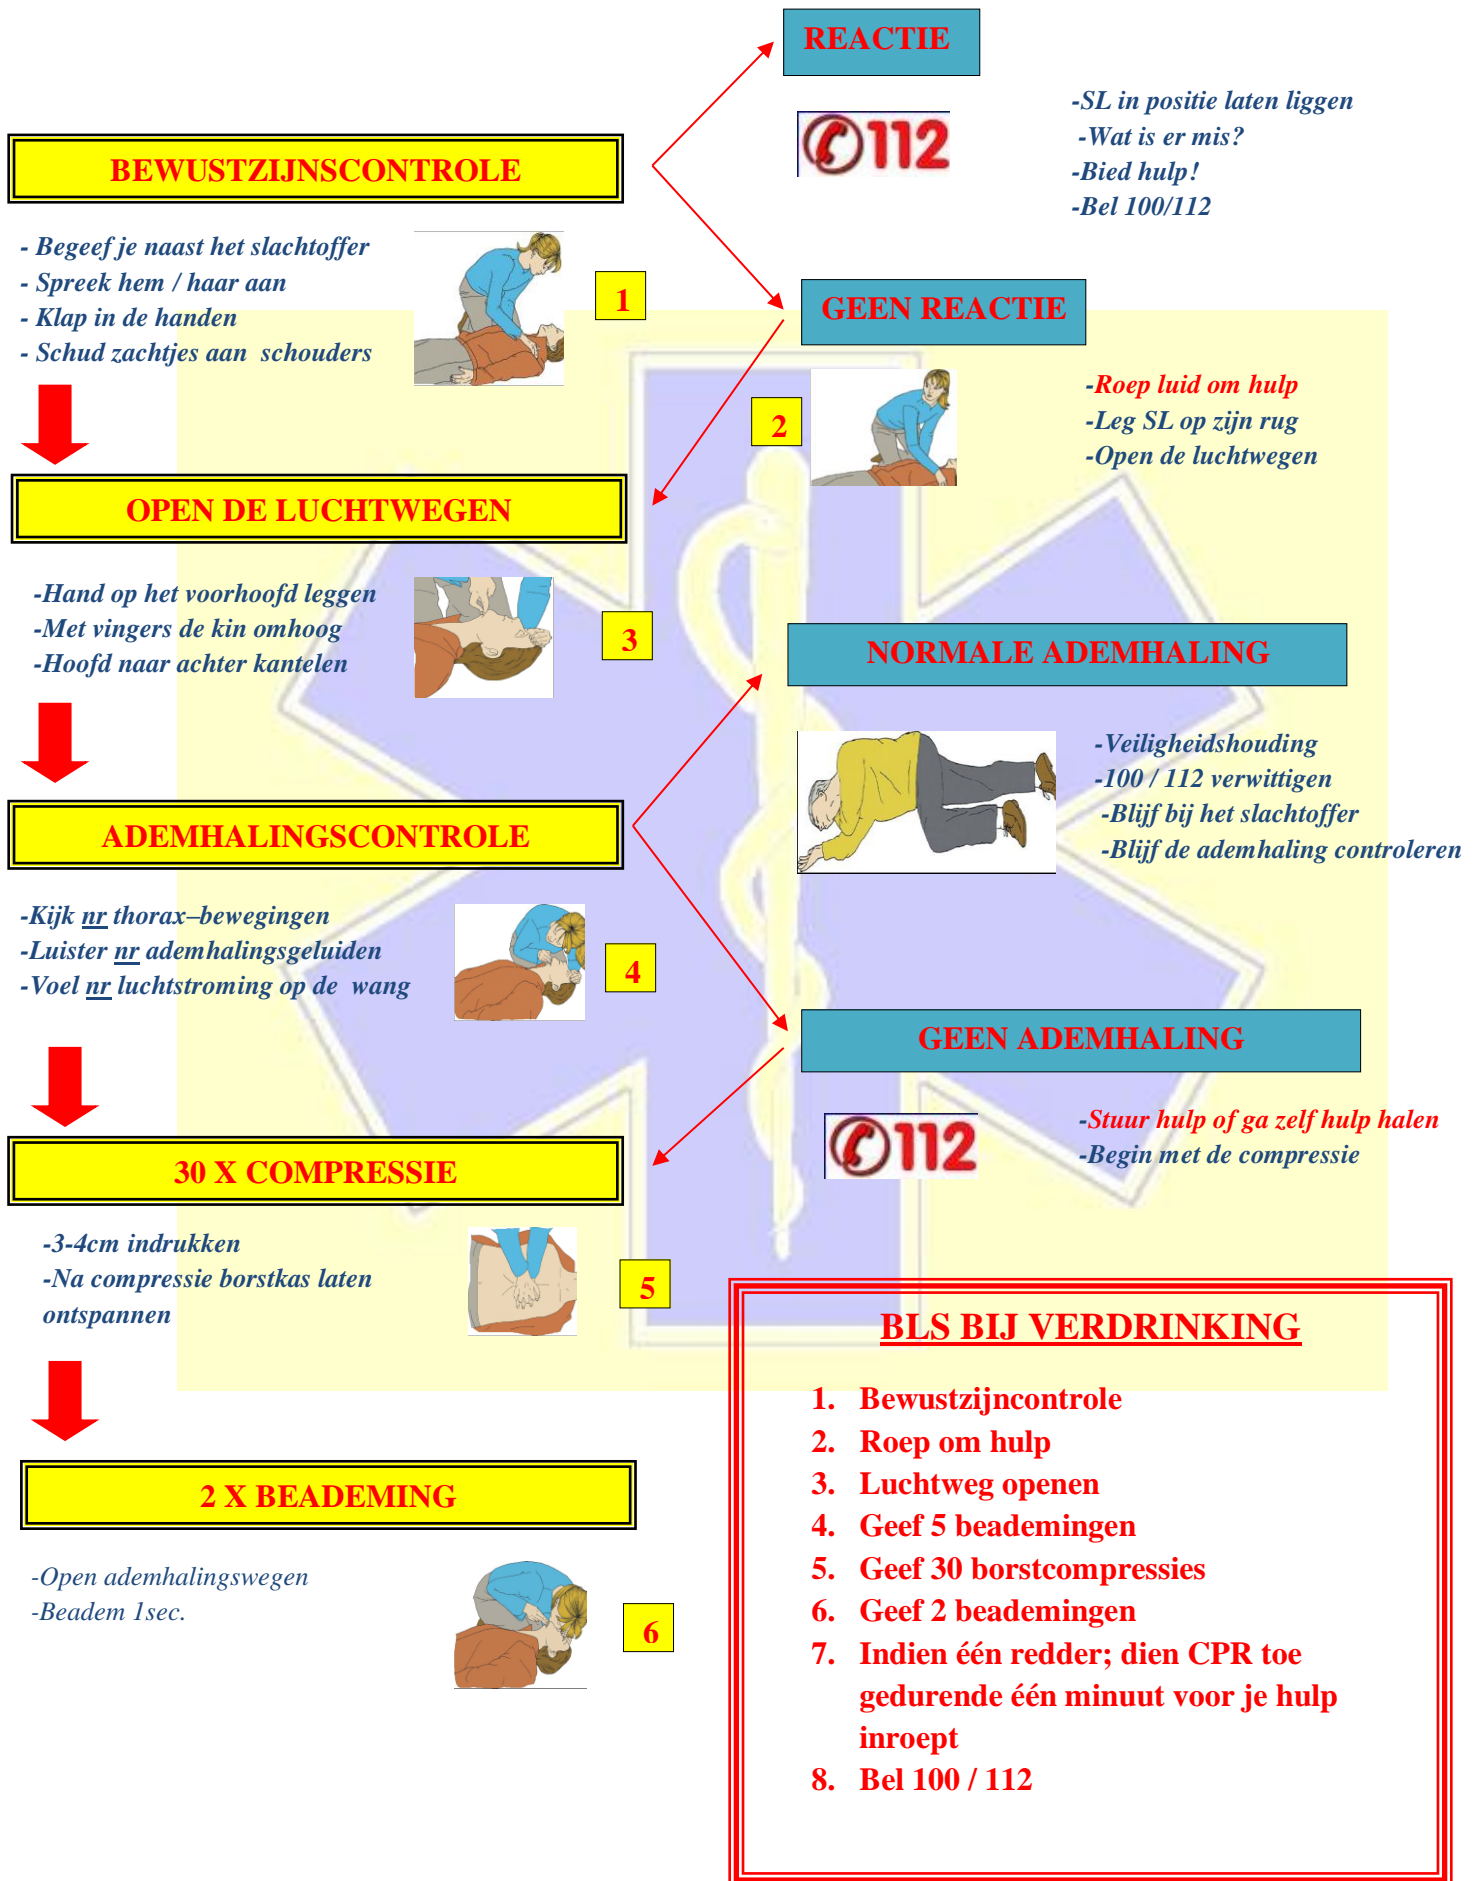 REACTIE
112
-SL in positie laten liggen
-Wat is er mis?
-Bied hulp!
-Bel 100/112
BEWUSTZIJNSCONTROLE
- Begeef je naast het slachtoffer
- Spreek hem / haar aan
- Klap in de handen
- Schud zachtjes aan schouders
1
GEEN REACTIE
2
-Roep luid om hulp
-Leg SL op zijn rug
-Open de luchtwegen
OPEN DE LUCHTWEGEN
-Hand op het voorhoofd leggen
-Met vingers de kin omhoog
-Hoofd naar achter kantelen
3
NORMALE ADEMHALING
-Veiligheidshouding
-100 / 112 verwittigen
-Blijf bij het slachtoffer
-Blijf de ademhaling controleren
ADEMHALINGSCONTROLE
-Kijk nr thorax–bewegingen
-Luister nr ademhalingsgeluiden
-Voel nr luchtstroming op de wang
4
GEEN ADEMHALING
112
-Stuur hulp of ga zelf hulp halen
-Begin met de compressie
30 X COMPRESSIE
-3-4cm indrukken
-Na compressie borstkas laten
ontspannen
5
2 X BEADEMING
-Open ademhalingswegen
-Beadem 1sec.
6
BLS BIJ VERDRINKING
1. Bewustzijncontrole
2. Roep om hulp
3. Luchtweg openen
4. Geef 5 beademingen
5. Geef 30 borstcompressies
6. Geef 2 beademingen
7. Indien één redder; dien CPR toe
gedurende één minuut voor je hulp
inroept
8. Bel 100 / 112